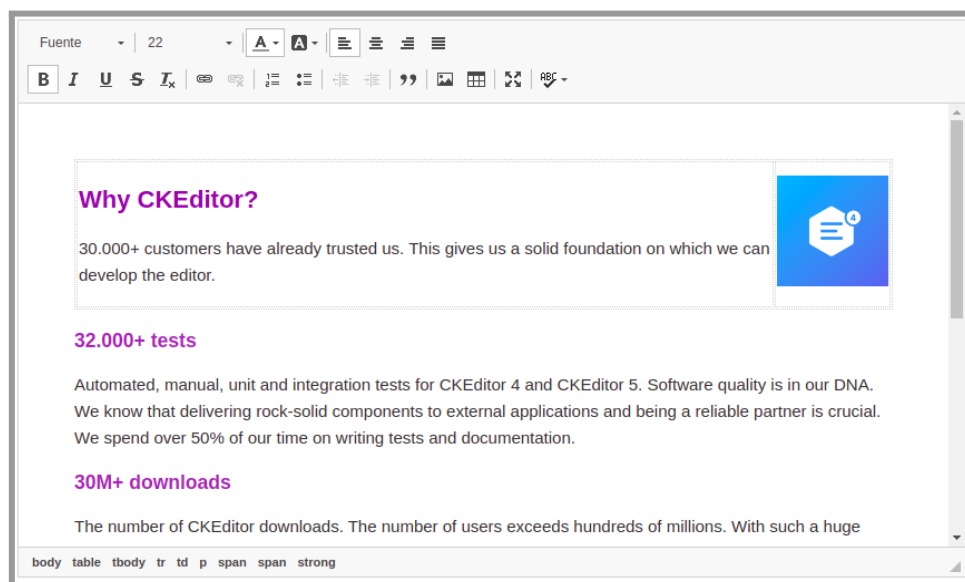 Fuente 22 A A
B I U S Tx ABC
Why CKEditor?
4
30.000+ customers have already trusted us. This gives us a solid foundation on which we can
develop the editor.
32.000+ tests
Automated, manual, unit and integration tests for CKEditor 4 and CKEditor 5. Software quality is in our DNA.
We know that delivering rock-solid components to external applications and being a reliable partner is crucial.
We spend over 50% of our time on writing tests and documentation.
30M+ downloads
The number of CKEditor downloads. The number of users exceeds hundreds of millions. With such a huge
body table tbody tr td p span span strong